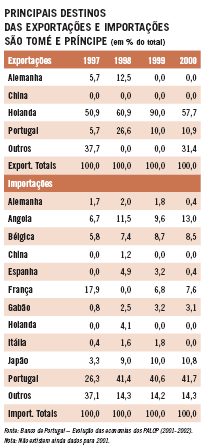 PRINCIPAIS DESTINOS
DAS EXPORTAÇÕES E IMPORTAÇÕES
SÃO TOMÉ E PRÍNCIPE (em % do total)
Exportações 1997 1998 1999 2000
Alemanha 5,7 12,5 0,0 0,0
China 0,0 0,0 0,0 0,0
Holanda 50,9 60,9 90,0 57,7
Portugal 5,7 26,6 10,0 10,9
Outros 37,7 0,0 0,0 31,4
Export. Totais 100,0 100,0 100,0 100,0
Importações
Alemanha 1,7 2,0 1,8 0,4
Angola 6,7 11,5 9,6 13,0
Bélgica 5,8 7,4 8,7 8,5
China 0,0 1,2 0,0 0,0
Espanha 0,0 4,9 3,2 0,4
França 17,9 0,0 6,8 7,6
Gabão 0,8 2,5 3,2 3,1
Holanda 0,0 4,1 0,0 0,0
Itália 0,4 1,6 1,8 0,0
Japão 3,3 9,0 10,0 10,8
Portugal 26,3 41,4 40,6 41,7
Outros 37,1 14,3 14,2 14,3
Import. Totais 100,0 100,0 100,0 100,0
Fonte: Banco de Portugal – Evolução das economias dos PALOP (2001-2002).
Nota: Não existem ainda dados para 2001.